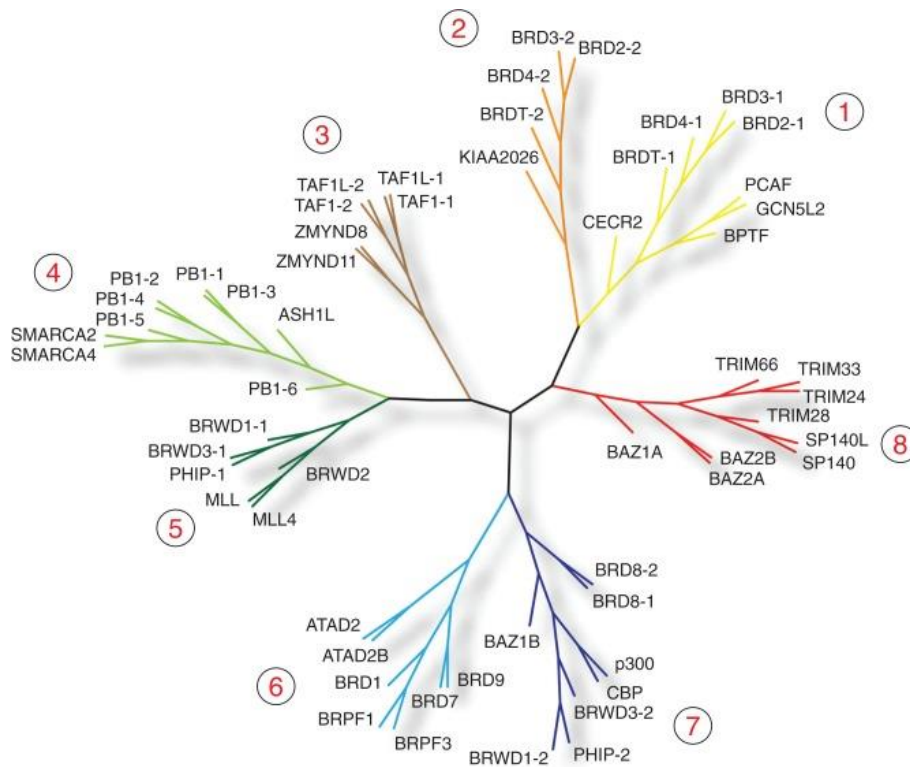 2
BRD3-2
BRD2-2
BRD4-2
BRDT-2
KIAA2026
1
BRD3-1
BRD2-1
BRD4-1
BRDT-1
PCAF
GCN5L2
BPTF
CECR2
3
TAF1L-2
TAF1L-1
TAF1-2
TAF1-1
ZMYND8
ZMYND11
4
PB1-2
PB1-1
PB1-4
PB1-3
PB1-5
ASH1L
SMARCA2
SMARCA4
PB1-6
BRWD1-1
BRWD3-1
PHIP-1
BRWD2
MLL
MLL4
5
TRIM66
TRIM33
TRIM24
TRIM28
SP140L
SP140
BAZ1A
BAZ2B
BAZ2A
8
ATAD2
ATAD2B
BRD1
BRD9
BRD7
BRPF1
BRPF3
6
BRD8-2
BRD8-1
BAZ1B
p300
CBP
BRWD3-2
BRWD1-2
PHIP-2
7